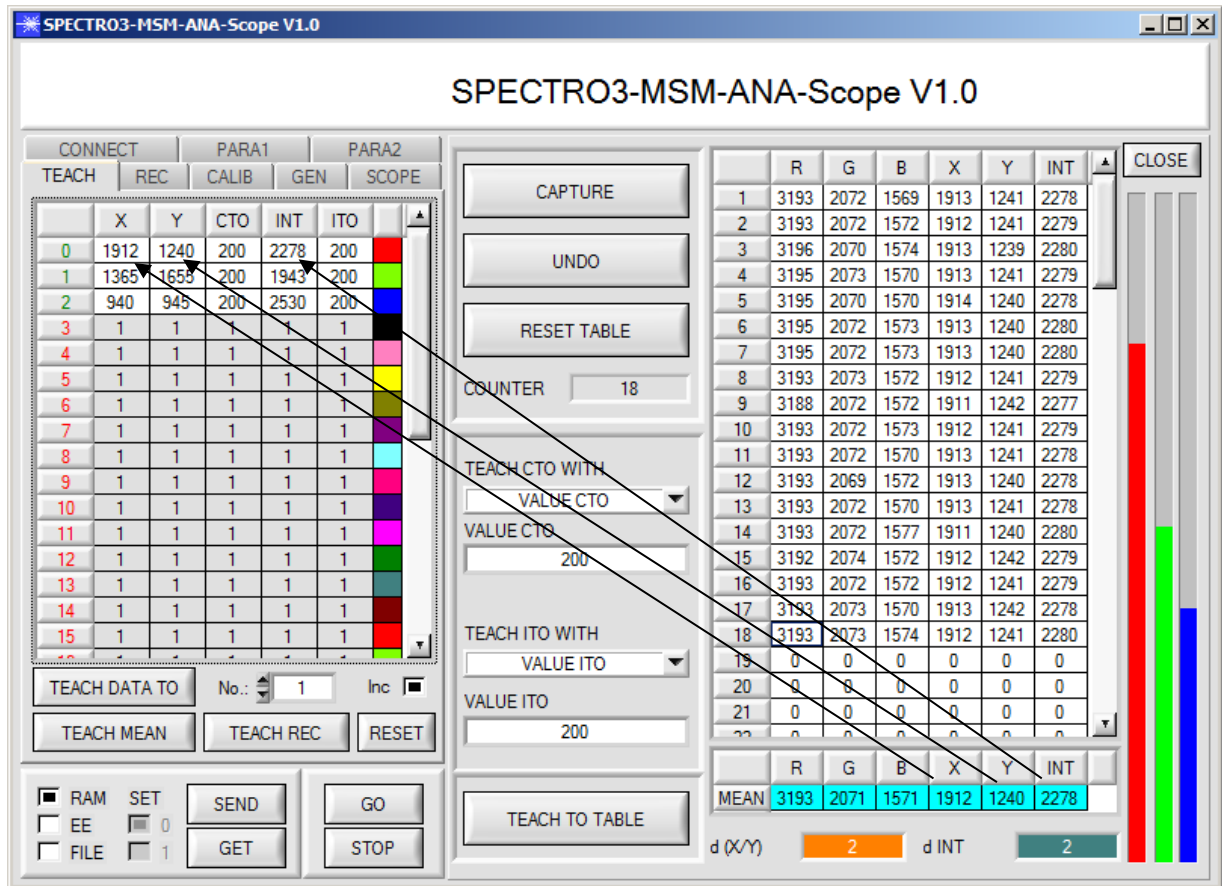 SPECTRO3-MSM-ANA-Scope V1.0
SPECTRO3-MSM-ANA-Scope V1.0
CONNECT PARA1 PARA2
TEACH REC CALIB GEN SCOPE
X Y CTO INT ITO
0 1912 1240 200 2278 200
1 1365 1655 200 1943 200
2 940 945 200 2530 200
3 1 1 1 1 1
4 1 1 1 1 1
5 1 1 1 1 1
6 1 1 1 1 1
7 1 1 1 1 1
8 1 1 1 1 1
9 1 1 1 1 1
10 1 1 1 1 1
11 1 1 1 1 1
12 1 1 1 1 1
13 1 1 1 1 1
14 1 1 1 1 1
15 1 1 1 1 1
TEACH DATA TO No.: 1 Inc
TEACH MEAN TEACH REC RESET
RAM SET
EE 0
FILE 1
SEND
GET
GO
STOP
CAPTURE
UNDO
RESET TABLE
COUNTER 18
TEACH CTO WITH
VALUE CTO
VALUE CTO
200
TEACH ITO WITH
VALUE ITO
VALUE ITO
200
TEACH TO TABLE
R G B X Y INT
1 3193 2072 1569 1913 1241 2278
2 3193 2072 1572 1912 1241 2279
3 3196 2070 1574 1913 1239 2280
4 3195 2073 1570 1913 1241 2279
5 3195 2070 1570 1914 1240 2278
6 3195 2072 1573 1913 1240 2280
7 3195 2072 1573 1913 1240 2280
8 3193 2073 1572 1912 1241 2279
9 3188 2072 1572 1911 1242 2277
10 3193 2072 1573 1912 1241 2279
11 3193 2072 1570 1913 1241 2278
12 3193 2069 1572 1913 1240 2278
13 3193 2072 1570 1913 1241 2278
14 3193 2072 1577 1911 1240 2280
15 3192 2074 1572 1912 1242 2279
16 3193 2072 1572 1912 1241 2279
17 3193 2073 1570 1913 1242 2278
18 3193 2073 1574 1912 1241 2280
19 0 0 0 0 0 0
20 0 0 0 0 0 0
21 0 0 0 0 0 0
R G B X Y INT
MEAN 3193 2071 1571 1912 1240 2278
d (X/Y) 2 d INT 2
CLOSE